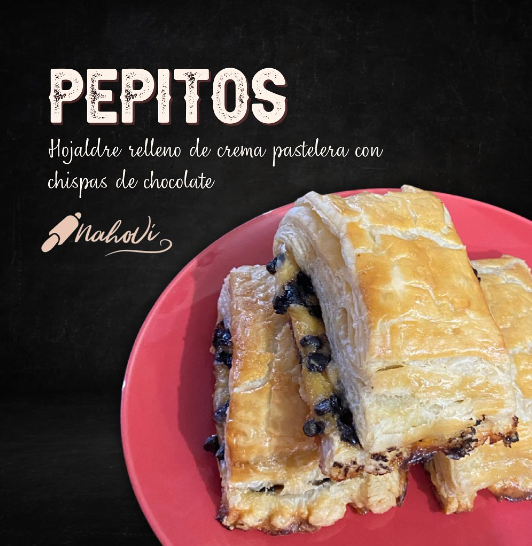 PEPITOS
Hojaldre relleno de crema pastelera con
chispas de chocolate
NahoVi